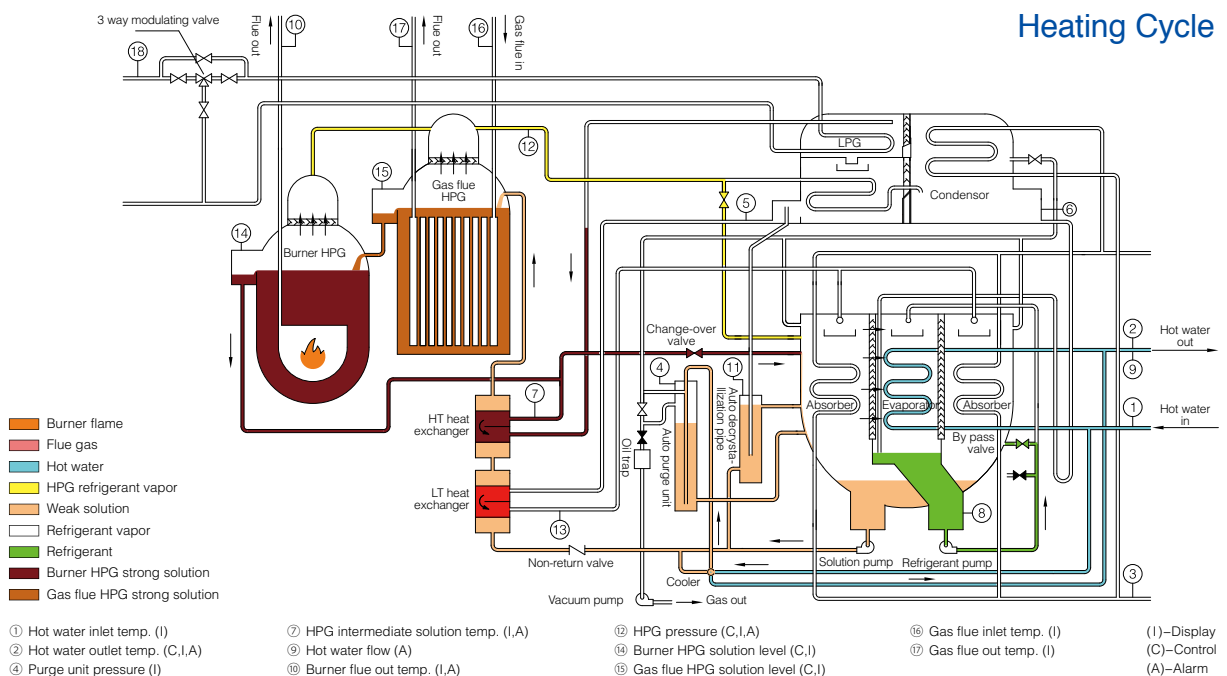 Heating Cycle
3 way modulating valve
⑱
Flue out
⑩
Flue out
⑰
Gas flue in
⑯
⑫
⑮
Gas flue
HPG
LPG
Condensor
⑤
⑥
⑭
Burner HPG
Change-over
valve
②
Hot water
out
⑨
④
⑪
①
Hot water
in
⑦
Absorber
Evaporator
Absorber
HT heat
exchanger
Oil trap
Auto purge unit
Auto decrysta-
llization pipe
By pass
valve
LT heat
exchanger
⑬
⑧
Non-return valve
Solution pump
Refrigerant pump
Cooler
③
Vacuum pump
Gas out
Burner flame
Flue gas
Hot water
HPG refrigerant vapor
Weak solution
Refrigerant vapor
Refrigerant
Burner HPG strong solution
Gas flue HPG strong solution
① Hot water inlet temp. (I)
② Hot water outlet temp. (C,I,A)
④ Purge unit pressure (I)
⑦ HPG intermediate solution temp. (I,A)
⑨ Hot water flow (A)
⑩ Burner flue out temp. (I,A)
⑫ HPG pressure (C,I,A)
⑭ Burner HPG solution level (C,I)
⑮ Gas flue HPG solution level (C,I)
⑯ Gas flue inlet temp. (I)
⑰ Gas flue out temp. (I)
(I)–Display
(C)–Control
(A)–Alarm